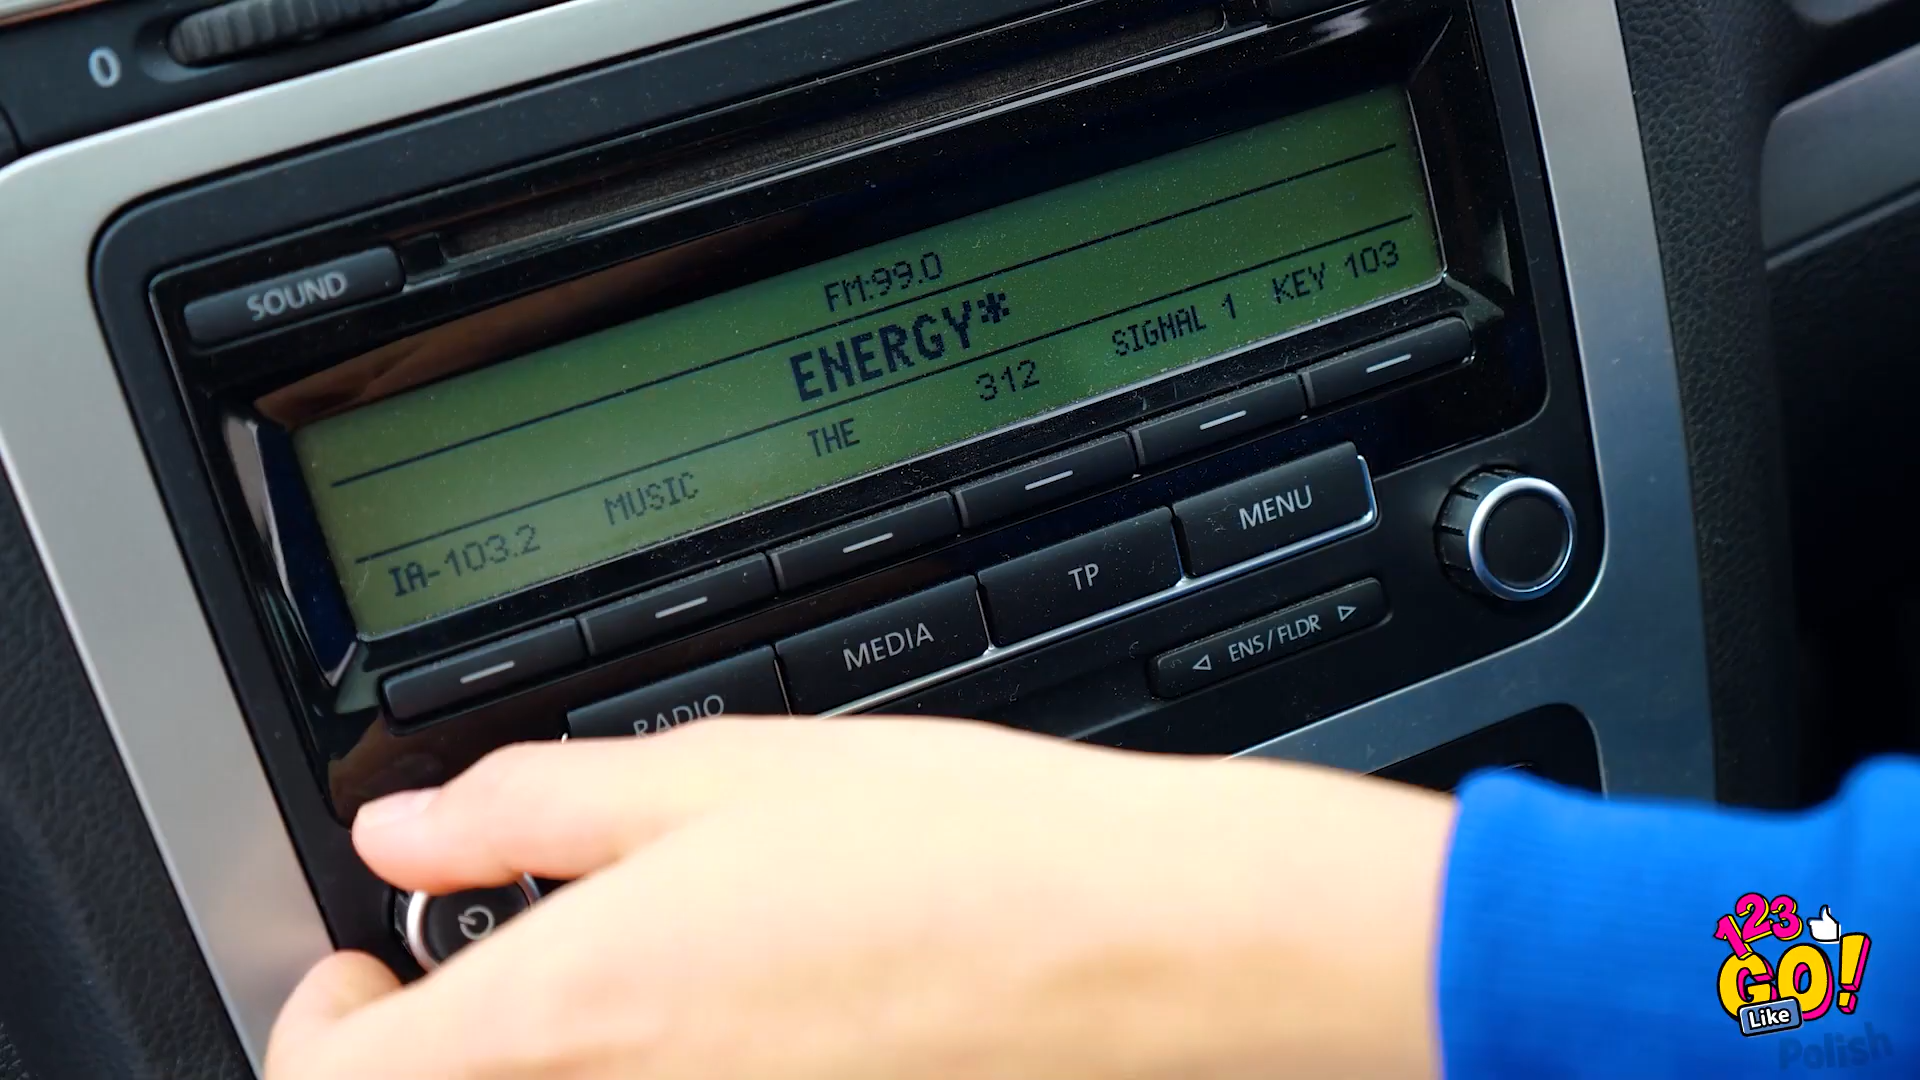 0
SOUND
FM:99.0
ENERGY*
IA-103.2 MUSIC THE 312 SIGNAL 1 KEY 103
RADIO MEDIA TP MENU
ENS / FLDR
123 GO!
Like
Polish